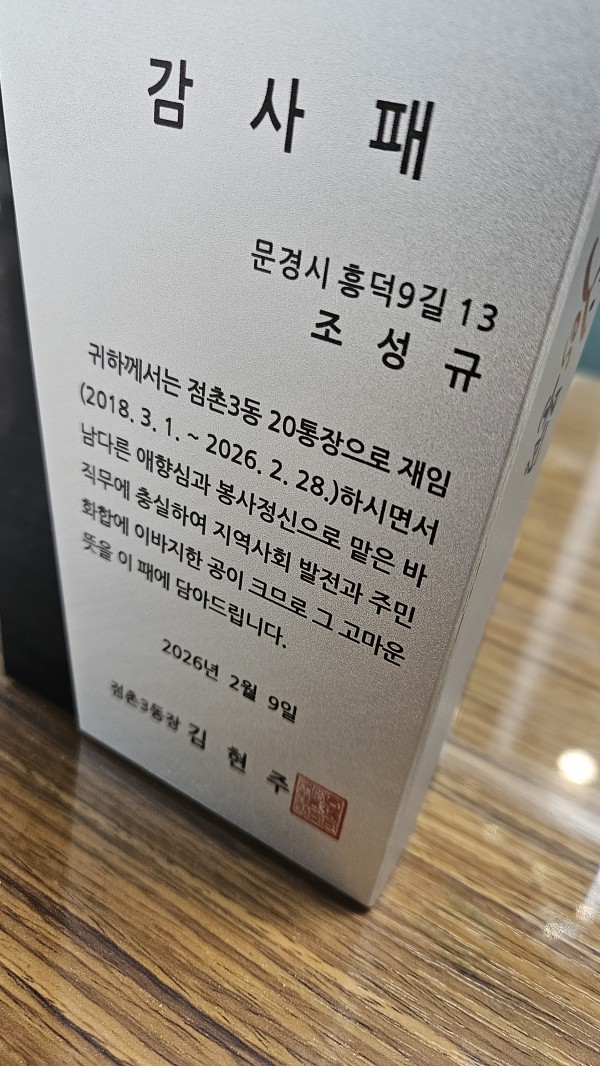 감사패
문경시 흥덕9길 13
조성규
귀하께서는 점촌3동 20통장으로 재임
(2018. 3. 1. ~ 2026. 2. 28.)하시면서
남다른 애향심과 봉사정신으로 맡은 바
직무에 충실하여 지역사회 발전과 주민
화합에 이바지한 공이 크므로 그 고마운
뜻을 이 패에 담아드립니다.
2026년 2월 9일
점촌3동장 김현주